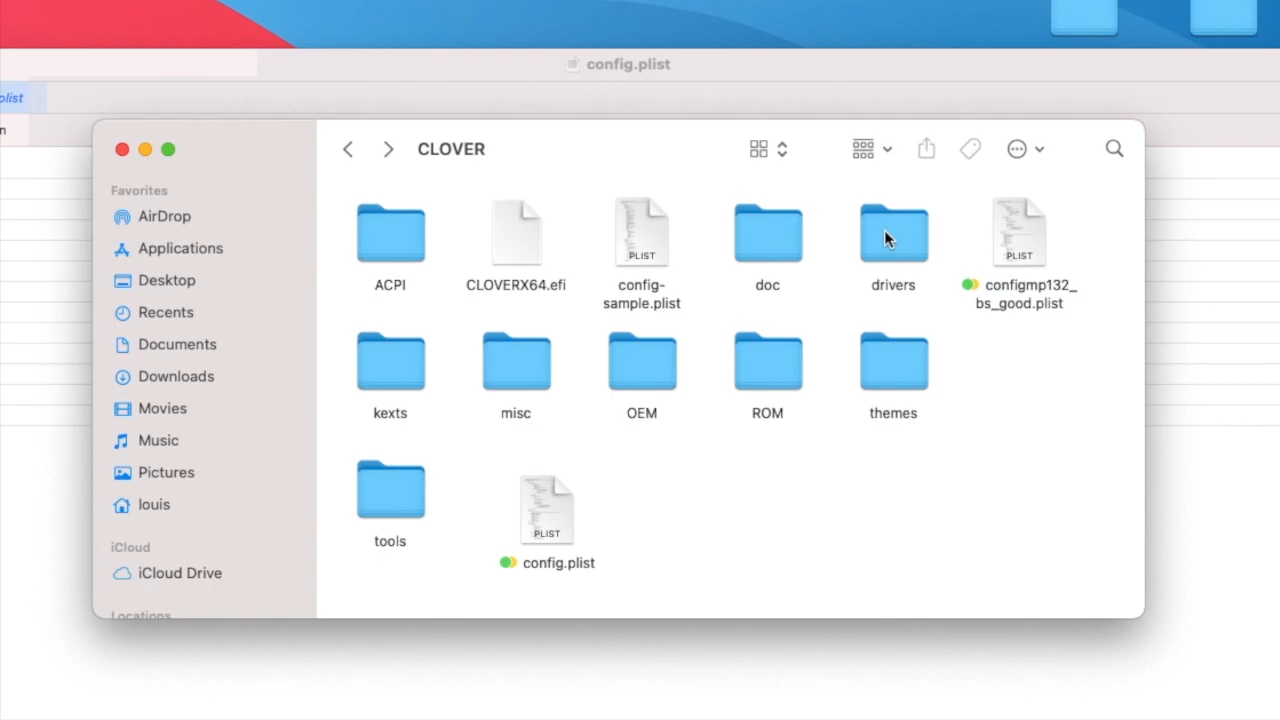 config.plist
plist
n
CLOVER
Favorites
AirDrop
Applications
Desktop
Recents
Documents
Downloads
Movies
Music
Pictures
louis
iCloud
iCloud Drive
Locations
ACPI
CLOVERX64.efi
PLIST
config-
sample.plist
doc
drivers
PLIST
configmp132_
bs_good.plist
kexts
misc
OEM
ROM
themes
tools
PLIST
config.plist